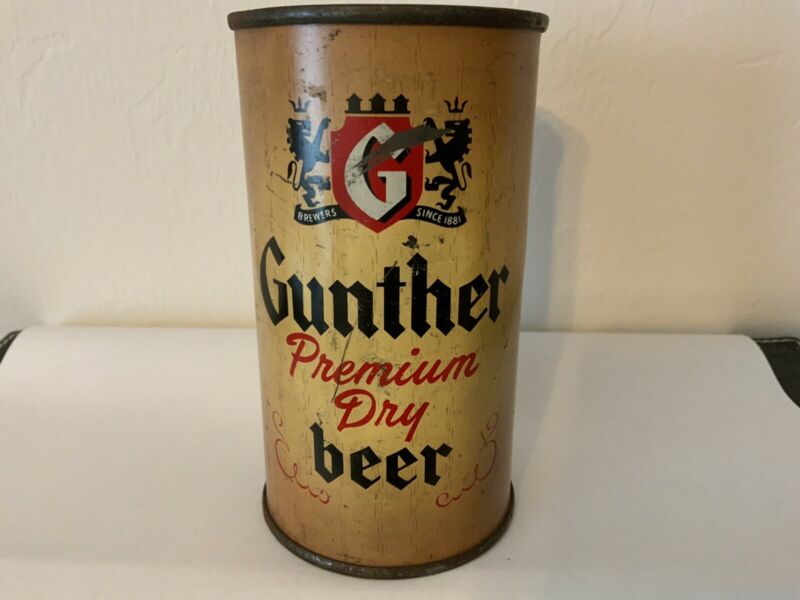 G
BREWERS SINCE 1881
Gunther
Premium
Dry
beer